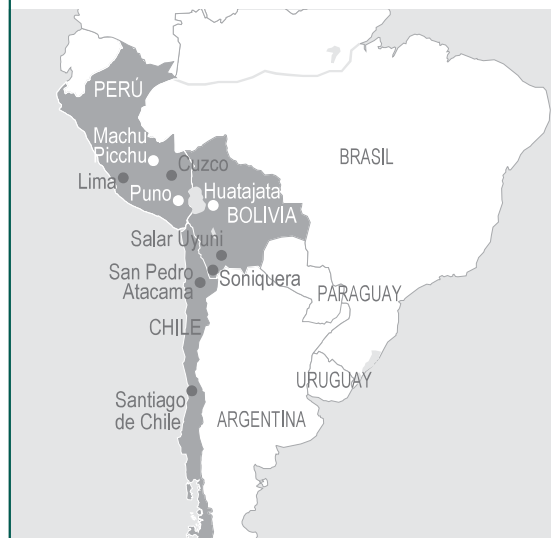 PERÚ
Machu
Picchu
BRASIL
Cuzco
Lima
Puno
Huatajata
BOLIVIA
Salar Uyuni
San Pedro
Atacama
Soniquera
PARAGUAY
CHILE
URUGUAY
Santiago
de Chile
ARGENTINA